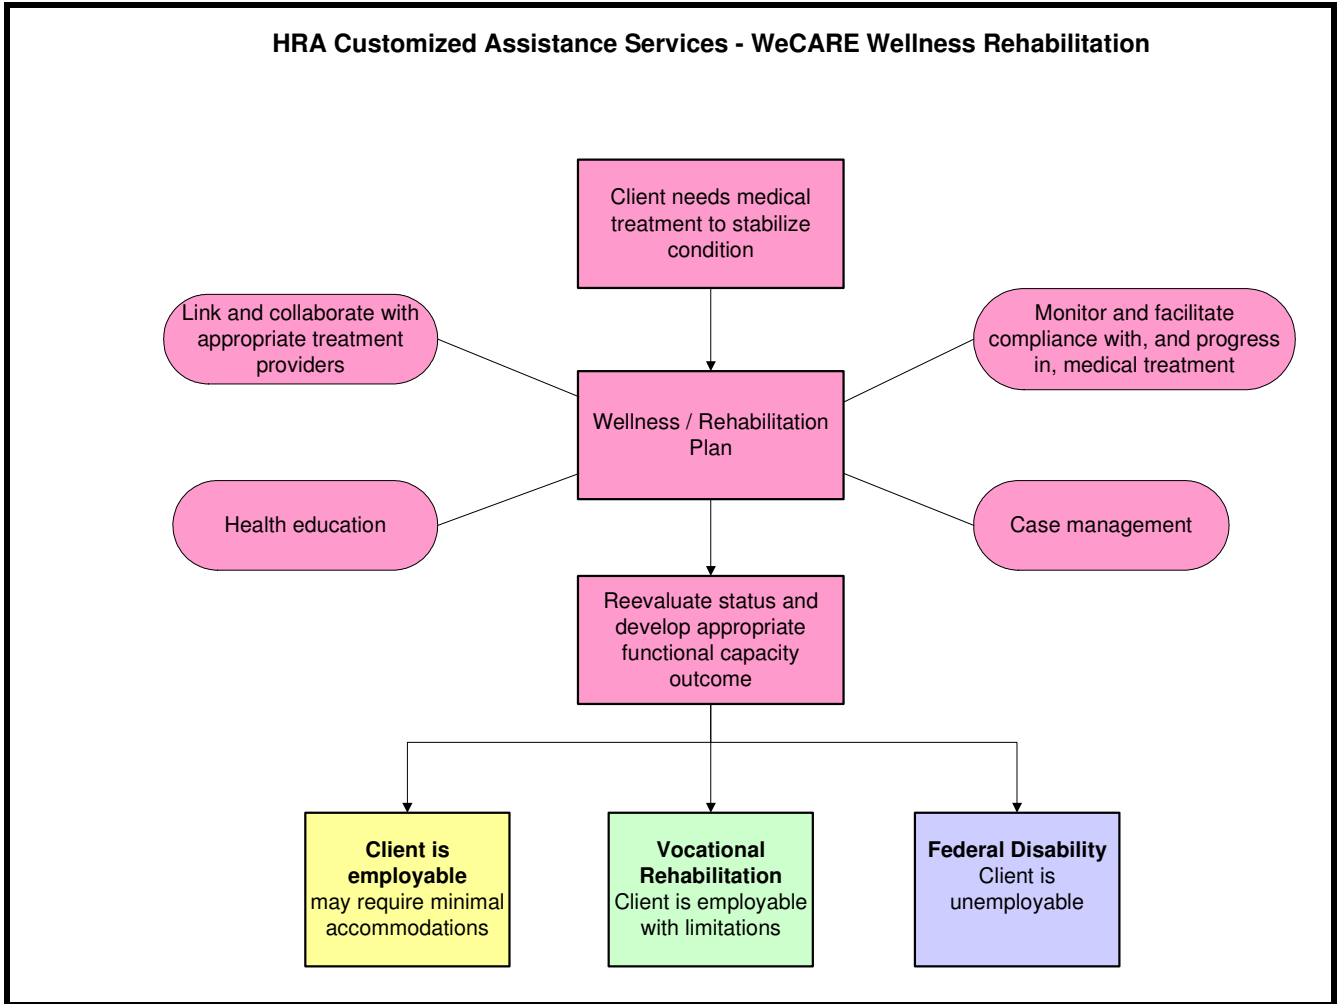 HRA Customized Assistance Services - WeCARE Wellness Rehabilitation
Client needs medical
treatment to stabilize
condition
Link and collaborate with
appropriate treatment
providers
Monitor and facilitate
compliance with, and progress
in, medical treatment
Wellness / Rehabilitation
Plan
Health education
Case management
Reevaluate status and
develop appropriate
functional capacity
outcome
Client is
employable
may require minimal
accommodations
Vocational
Rehabilitation
Client is employable
with limitations
Federal Disability
Client is
unemployable